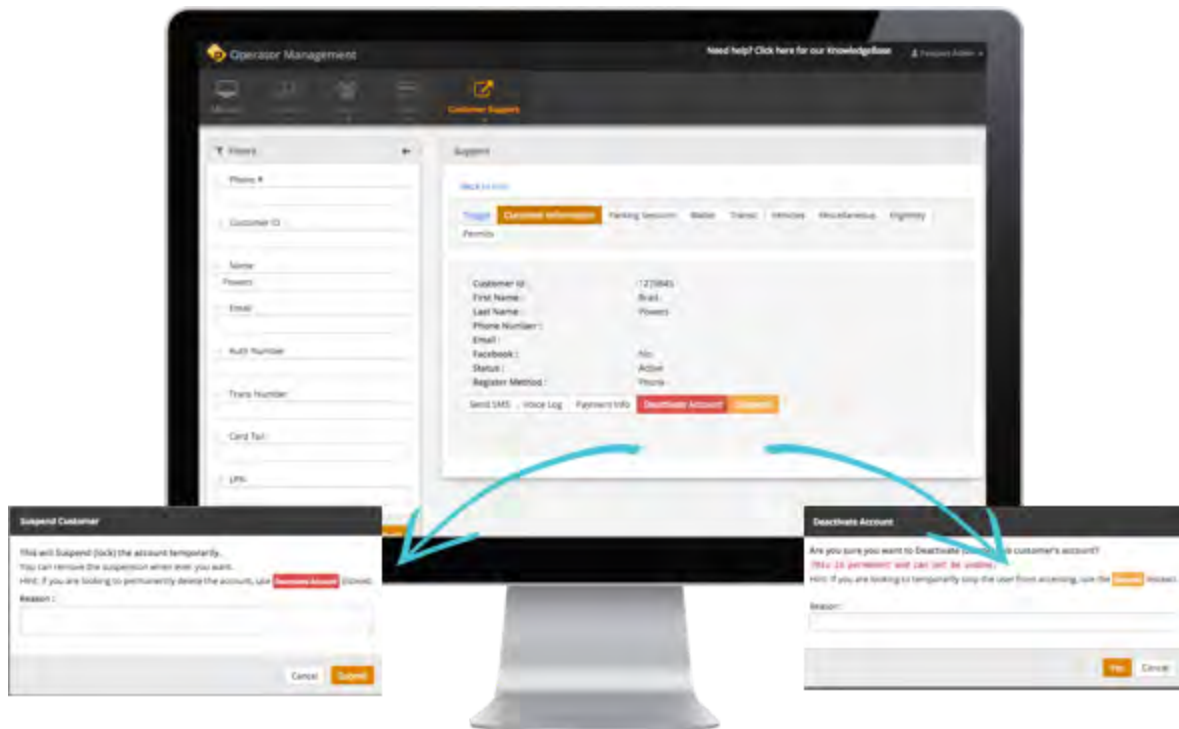 Operator Management
Need help? Click here for our KnowledgeBase
Customer Support
Filters
Phone #
Customer ID
Name
Powers
Email
Auth Number
Trans Number
Card Tail
LPN
Support
Back to
Customer Information Parking Sessions Wallet Transit Vehicles Miscellaneous Eligibility
Permits
Customer Id :
First Name : Brad
Last Name : Powers
Phone Number :
Email :
Facebook : No
Status : Active
Register Method : Phone
Send SMS Voice Log Payment Info Deactivate Account Suspend
Suspend Customer
This will Suspend (lock) the account temporarily.
You can remove the suspension when ever you want.
Hint: If you are looking to permanently delete the account, use Deactivate Account
Reason :
Cancel Submit
Deactivate Account
Are you sure you want to Deactivate customer's account?
This is permanent and can not be undone.
Hint: If you are looking to temporarily stop the user from accessing, use the Suspend
Reason :
Yes Cancel